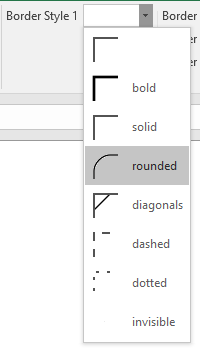 Border Style 1 Border
bold
solid
rounded
diagonals
dashed
dotted
invisible